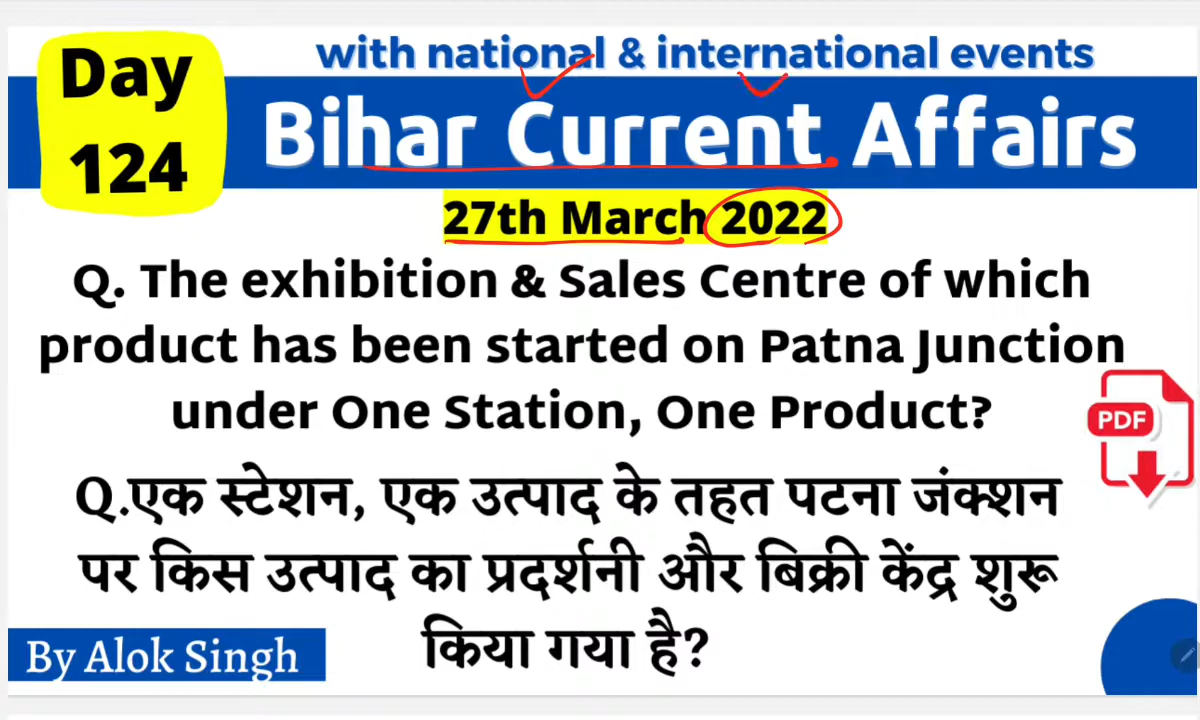 Day
124
with national & international events
Bihar Current Affairs
27th March 2022
Q. The exhibition & Sales Centre of which
product has been started on Patna Junction
under One Station, One Product?
PDF
Q.एक स्टेशन, एक उत्पाद के तहत पटना जंक्शन
पर किस उत्पाद का प्रदर्शनी और बिक्री केंद्र शुरू
किया गया है?
By Alok Singh